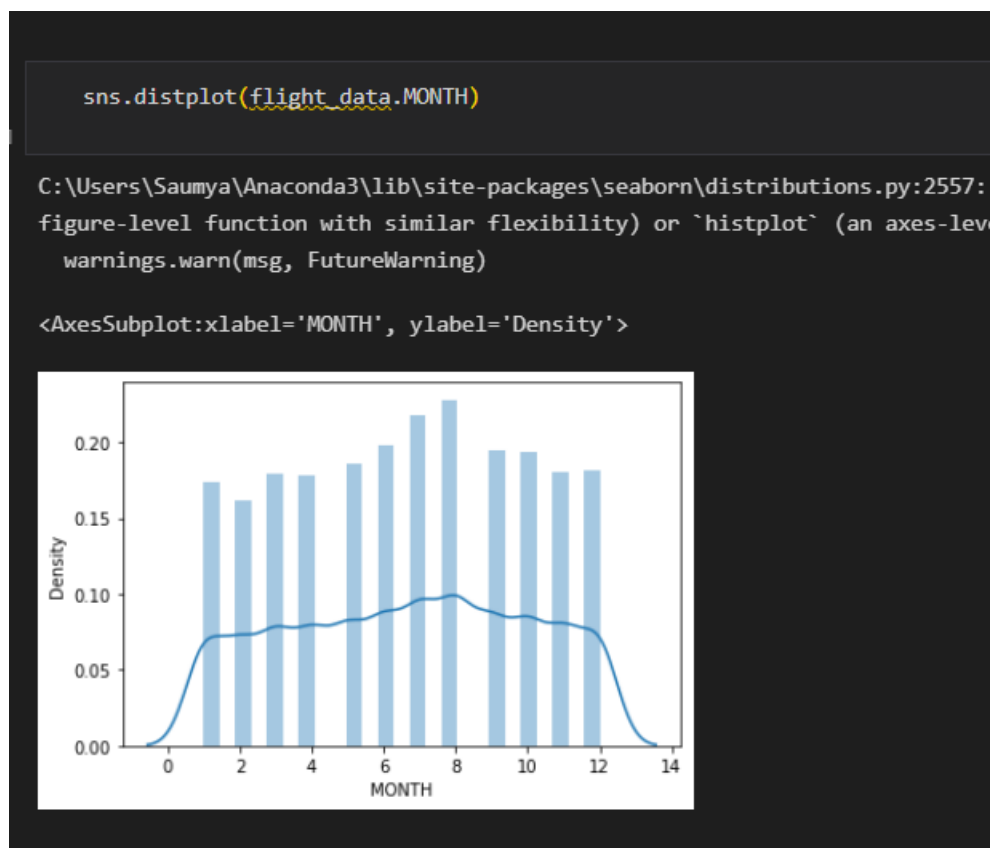 sns.distplot(flight_data.MONTH)
C:\Users\Saumya\Anaconda3\lib\site-packages\seaborn\distributions.py:2557:
figure-level function with similar flexibility) or `histplot` (an axes-leve
warnings.warn(msg, FutureWarning)
<AxesSubplot:xlabel='MONTH', ylabel='Density'>
0.20
0.15
0.10
0.05
0.00
Density
0 2 4 6 8 10 12 14
MONTH